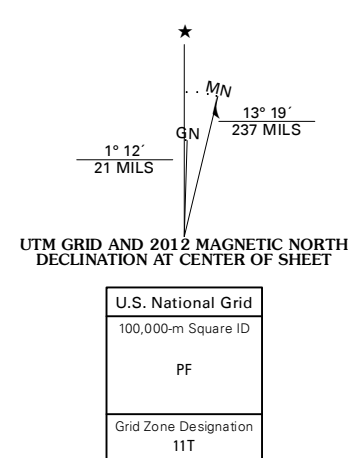 ★
MN
GN
13° 19´
237 MILS
1° 12´
21 MILS
UTM GRID AND 2012 MAGNETIC NORTH
DECLINATION AT CENTER OF SHEET
U.S. National Grid
100,000-m Square ID
PF
Grid Zone Designation
11T